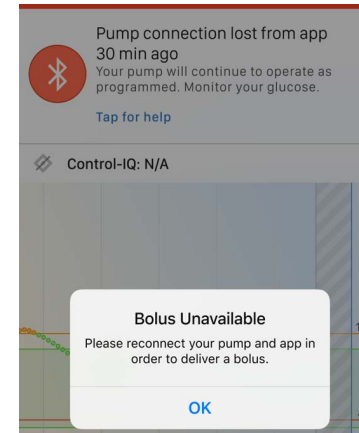 Pump connection lost from app
30 min ago
Your pump will continue to operate as
programmed. Monitor your glucose.
Tap for help
Control-IQ: N/A
Bolus Unavailable
Please reconnect your pump and app in
order to deliver a bolus.
OK